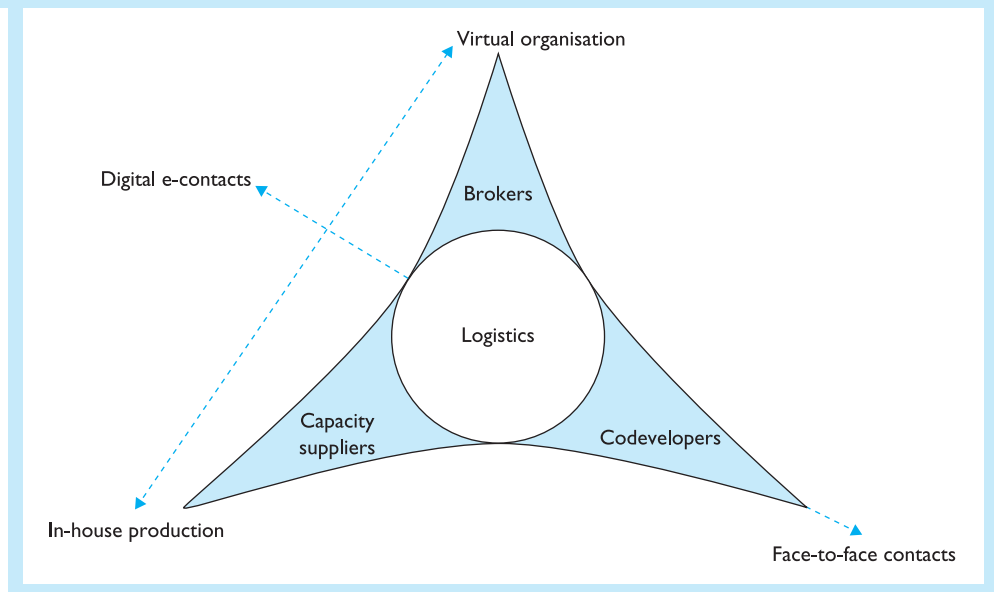 Virtual organisation
Digital e-contacts
Brokers
Logistics
Capacity
suppliers
Codevelopers
In-house production
Face-to-face contacts